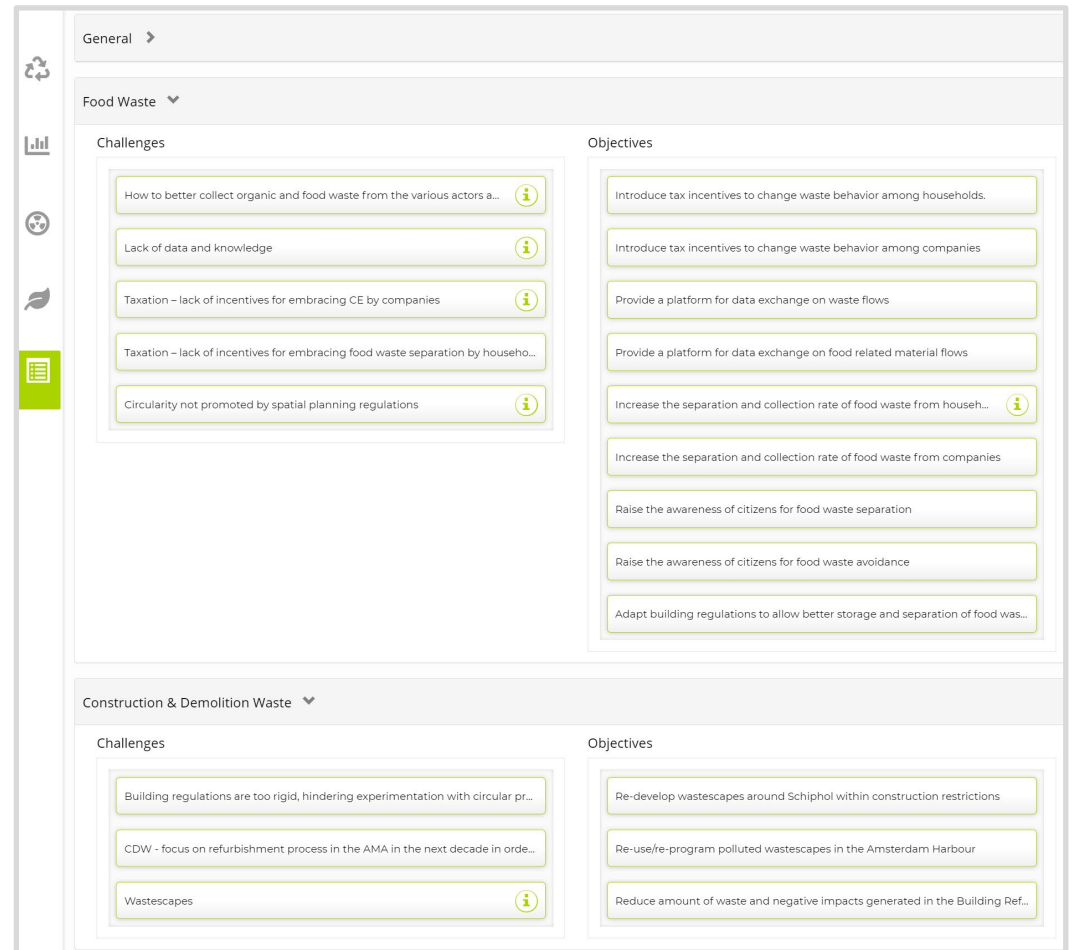 General
Food Waste
Challenges
How to better collect organic and food waste from the various actors a...
Lack of data and knowledge
Taxation – lack of incentives for embracing CE by companies
Taxation – lack of incentives for embracing food waste separation by househo...
Circularity not promoted by spatial planning regulations
Objectives
Introduce tax incentives to change waste behavior among households.
Introduce tax incentives to change waste behavior among companies
Provide a platform for data exchange on waste flows
Provide a platform for data exchange on food related material flows
Increase the separation and collection rate of food waste from househ...
Increase the separation and collection rate of food waste from companies
Raise the awareness of citizens for food waste separation
Raise the awareness of citizens for food waste avoidance
Adapt building regulations to allow better storage and separation of food was...
Construction & Demolition Waste
Challenges
Building regulations are too rigid, hindering experimentation with circular pr...
CDW - focus on refurbishment process in the AMA in the next decade in orde...
Wastescapes
Objectives
Re-develop wastescapes around Schiphol within construction restrictions
Re-use/re-program polluted wastescapes in the Amsterdam Harbour
Reduce amount of waste and negative impacts generated in the Building Ref...